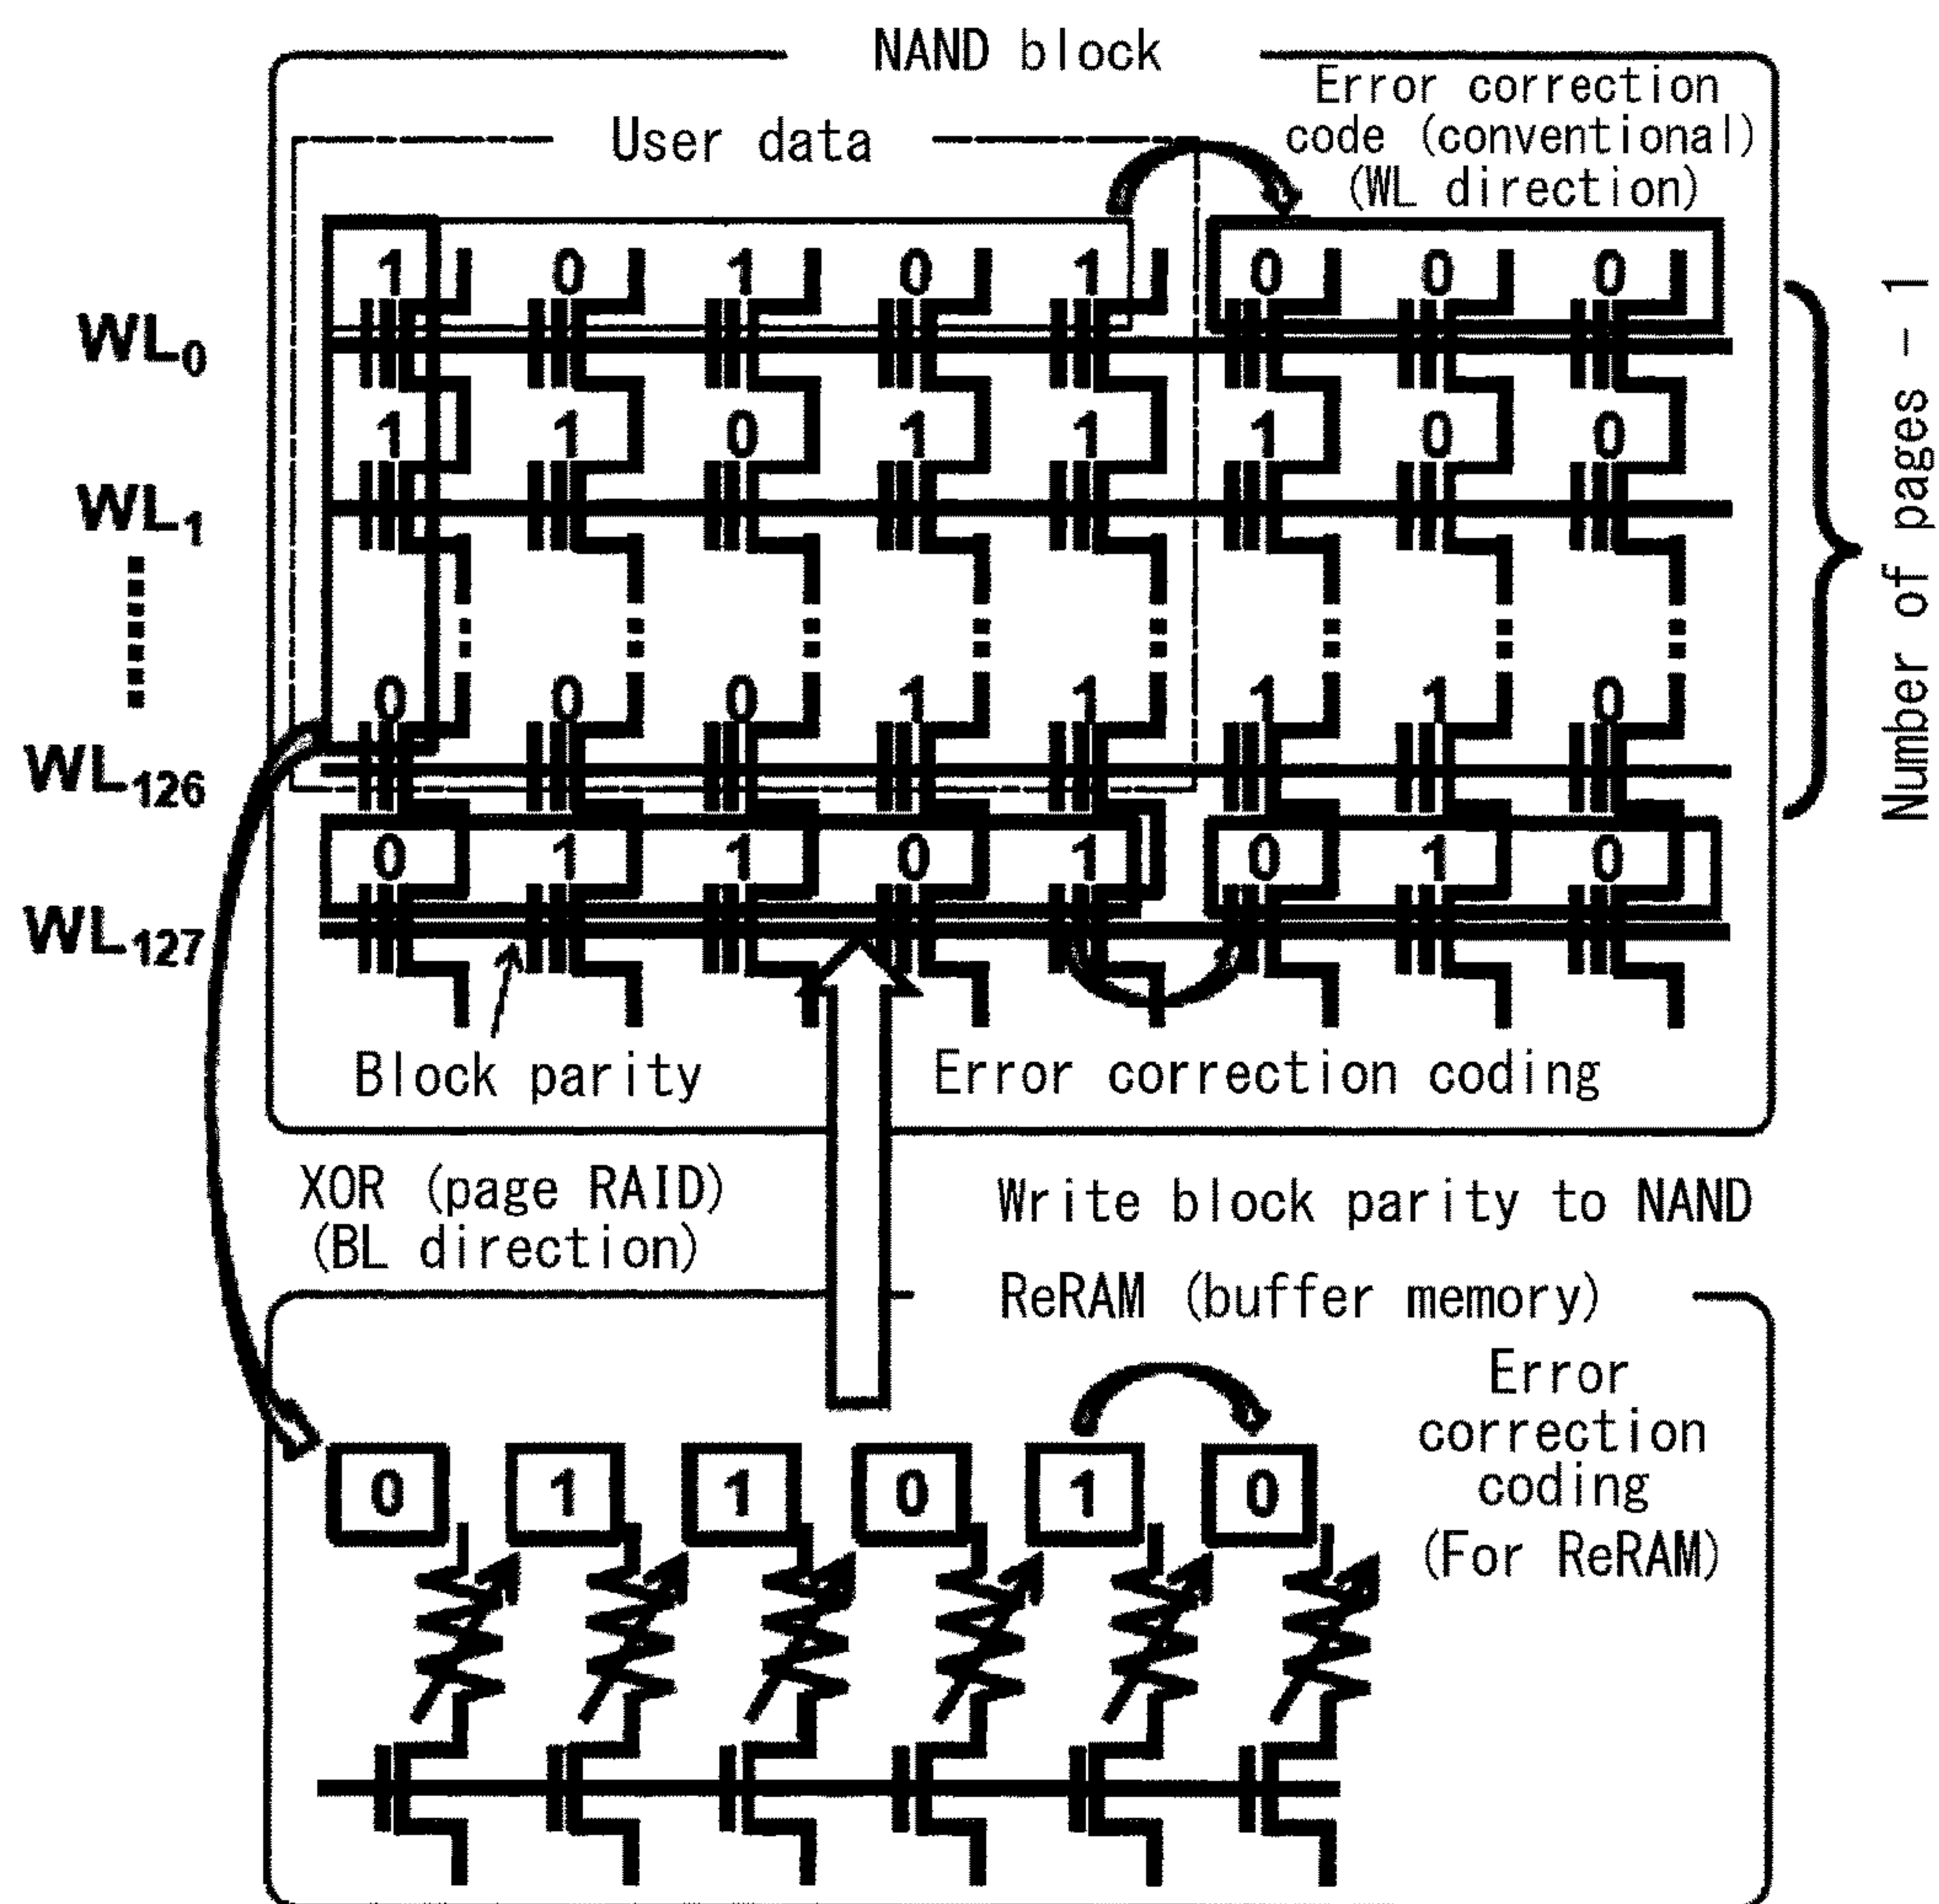 NAND block
Error correction
code (conventional)
(WL direction)
User data
1 0 1 0 1 0 0 0
WL0
1 1 0 1 1 1 0 0
WL1
0 0 0 1 1 1 1 0
WL126
0 1 1 0 1 0 1 0
WL127
Number of pages - 1
Block parity
Error correction coding
XOR (page RAID)
(BL direction)
Write block parity to NAND
ReRAM (buffer memory)
Error
correction
coding
(For ReRAM)
0 1 1 0 1 0